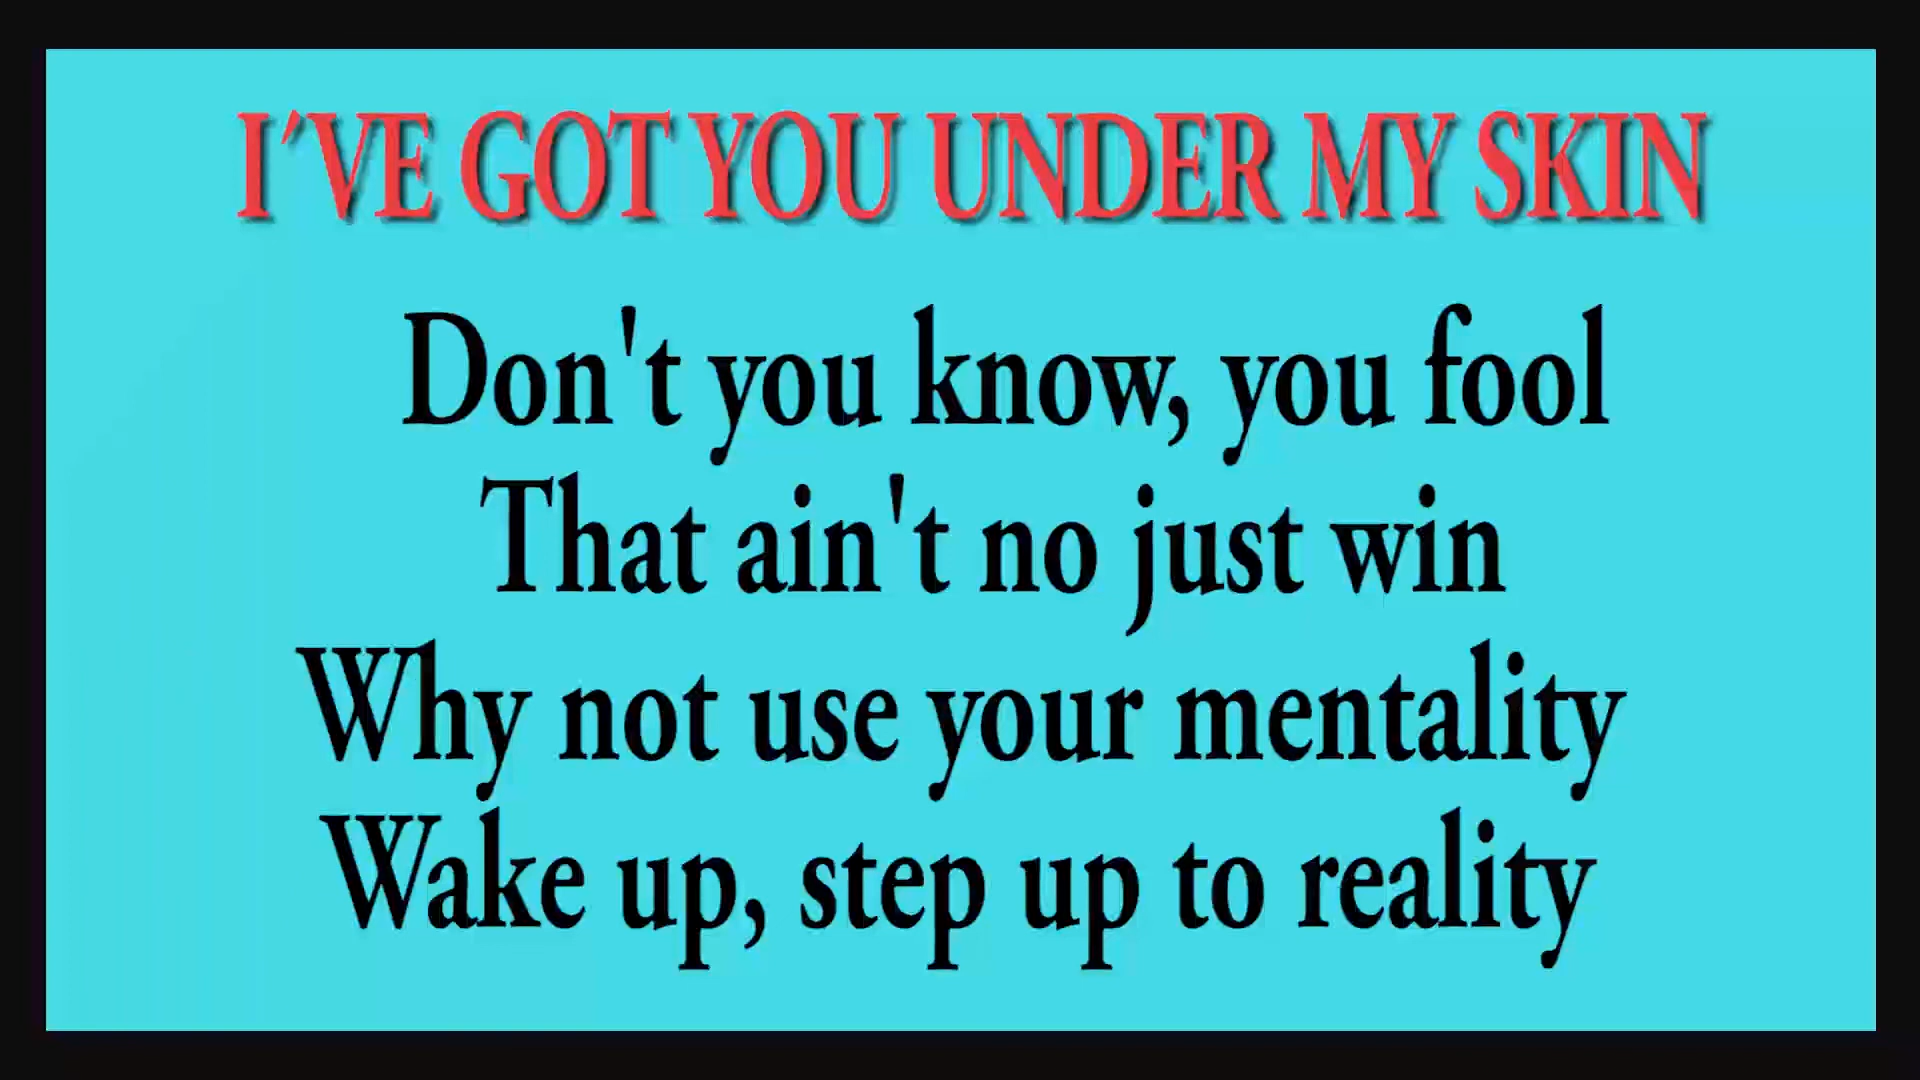 I´VE GOT YOU UNDER MY SKIN
Don't you know, you fool
That ain't no just win
Why not use your mentality
Wake up, step up to reality